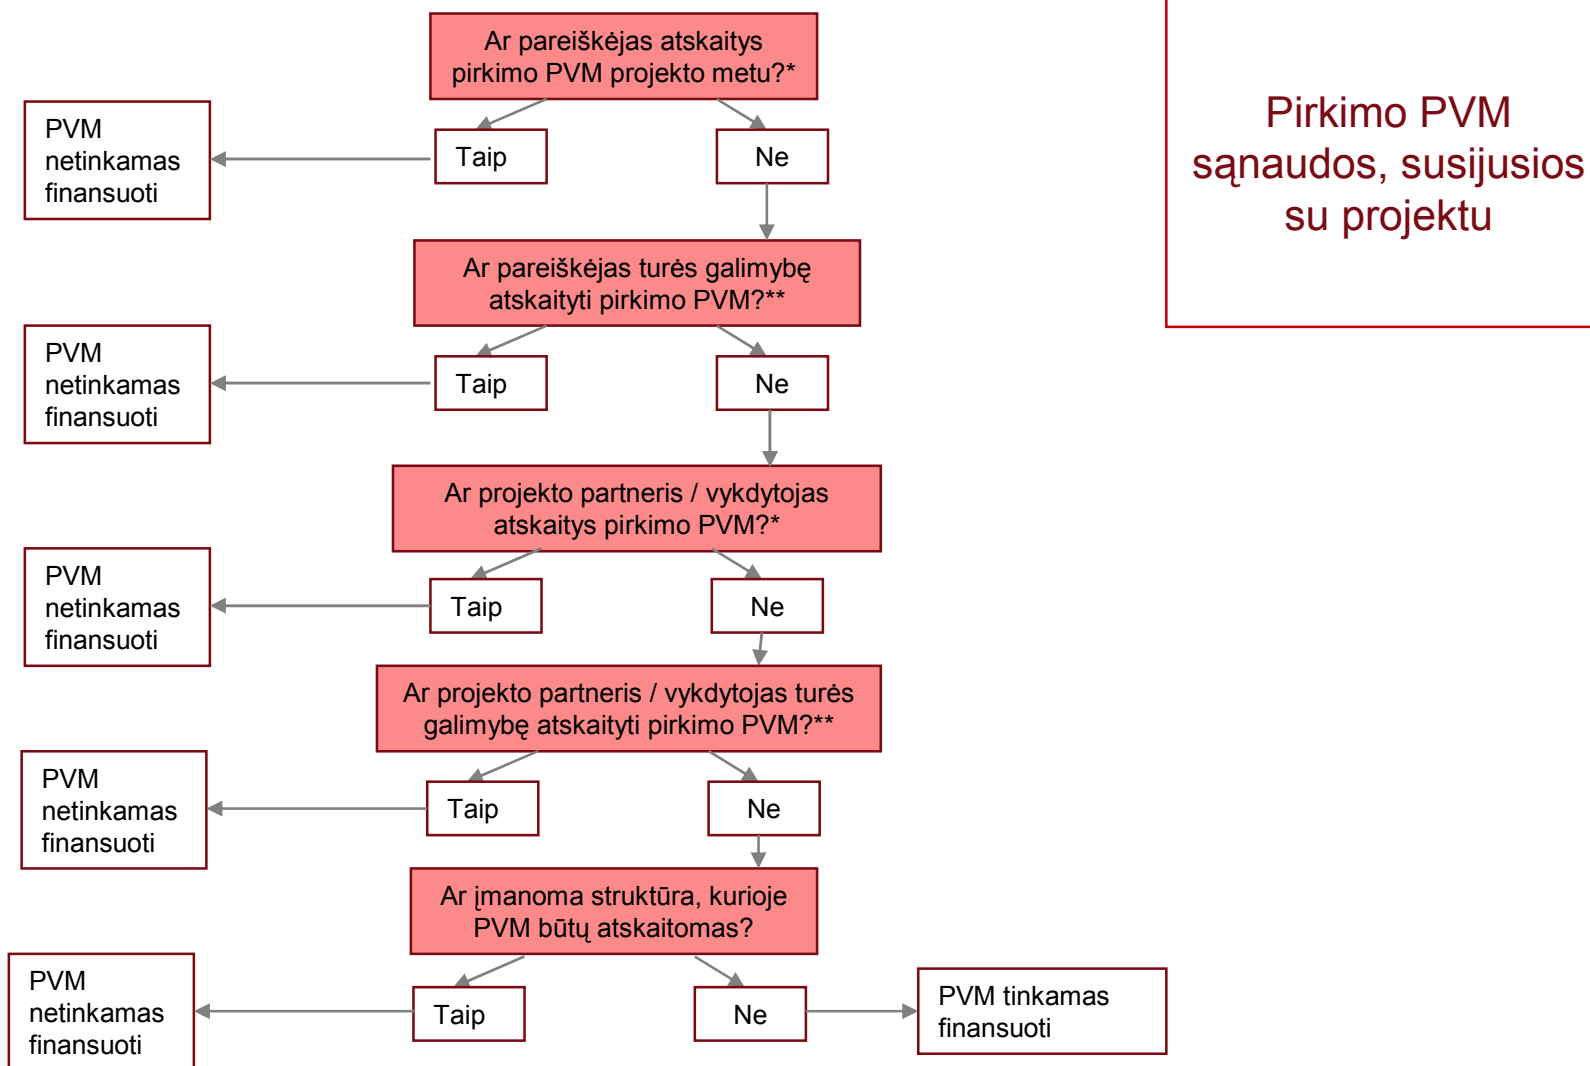 Ar pareiškėjas atskaitys
pirkimo PVM projekto metu?*
Pirkimo PVM
sąnaudos, susijusios
su projektu
PVM
netinkamas
finansuoti
Taip
Ne
Ar pareiškėjas turės galimybę
atskaityti pirkimo PVM?**
PVM
netinkamas
finansuoti
Taip
Ne
Ar projekto partneris / vykdytojas
atskaitys pirkimo PVM?*
PVM
netinkamas
finansuoti
Taip
Ne
Ar projekto partneris / vykdytojas turės
galimybę atskaityti pirkimo PVM?**
PVM
netinkamas
finansuoti
Taip
Ne
Ar įmanoma struktūra, kurioje
PVM būtų atskaitomas?
PVM
netinkamas
finansuoti
Taip
Ne
PVM tinkamas
finansuoti